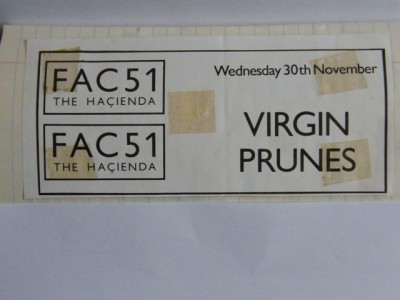 FAC51
THE HAÇIENDA
FAC51
THE HAÇIENDA
Wednesday 30th November
VIRGIN
PRUNES